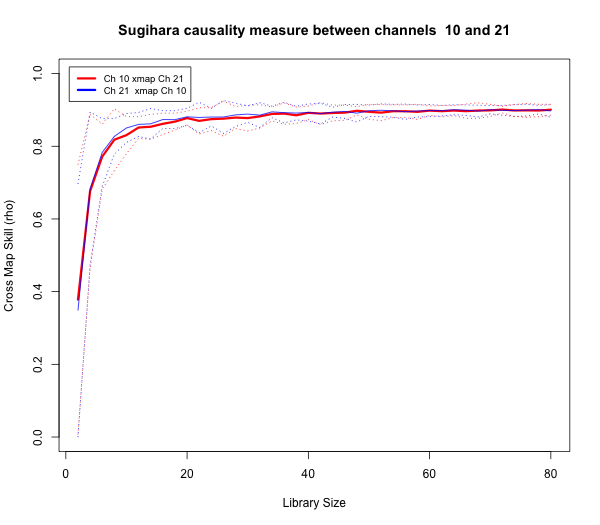 Sugihara causality measure between channels  10 and 21
Ch 10 xmap Ch 21
Ch 21  xmap Ch 10
1.0
0.8
0.6
0.4
0.2
0.0
Cross Map Skill (rho)
0 20 40 60 80
Library Size